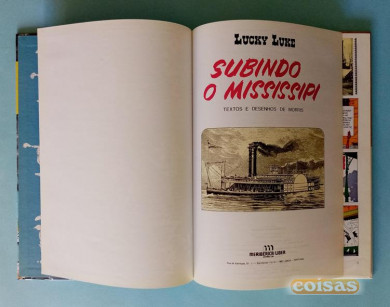 LUCKY LUKE
SUBINDO
O MISSISSIPI
TEXTOS E DESENHOS DE MORRIS
MERIBERICA LIBER
coisas